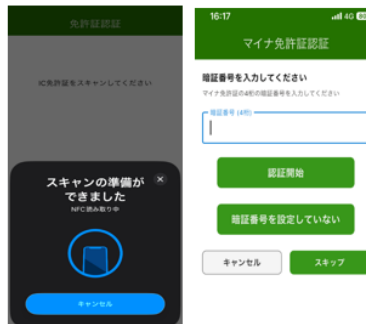 免許証認証
IC免許証をスキャンしてください
スキャンの準備が
できました
NFC読み取り中
キャンセル
16:17
4G
マイナ免許証認証
暗証番号を入力してください
マイナ免許証の4桁の暗証番号を入力してください
暗証番号 (4桁)
認証開始
暗証番号を設定していない
キャンセル
スキップ